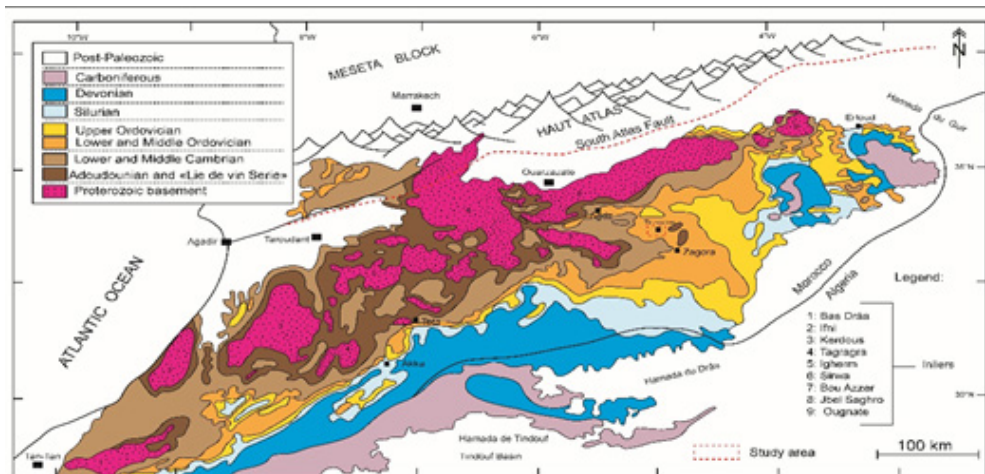 10°W
8°W
6°W
4°W
N
Post-Paleozoic
Carboniferous
Devonian
Silurian
Upper Ordovician
Lower and Middle Ordovician
Lower and Middle Cambrian
Adoudounian and «Lie de vin Serie»
Proterozoic basement
MESETA BLOCK
Marrakech
HAUT ATLAS
South Atlas Fault
Erfoud
Hamada
du Guir
Ouarzazate
Agadir
Taroudant
Zagora
ATLANTIC OCEAN
Morocco
Algeria
Tata
Akka
Legend:
1: Bas Drâa
2: Ifni
3: Kerdous
4: Tagragra
5: Igherm
6: Sirwa
7: Bou Azzer
8: Jbel Saghro
9: Ougnate
Inliers
Hamada du Drâa
30°N
Hamada de Tindouf
Tindouf Basin
Tan-Tan
Study area
100 km